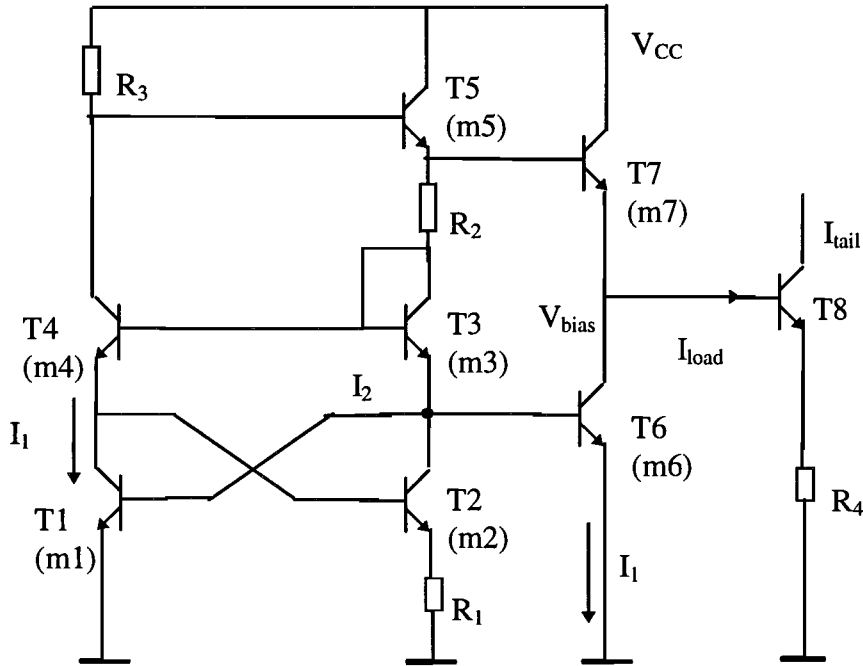 V_CC
R_3
T5
(m5)
T7
(m7)
R_2
I_tail
T4
(m4)
T3
(m3)
V_bias
T8
I_load
I_2
I_1
T6
(m6)
T1
(m1)
T2
(m2)
R_4
I_1
R_1